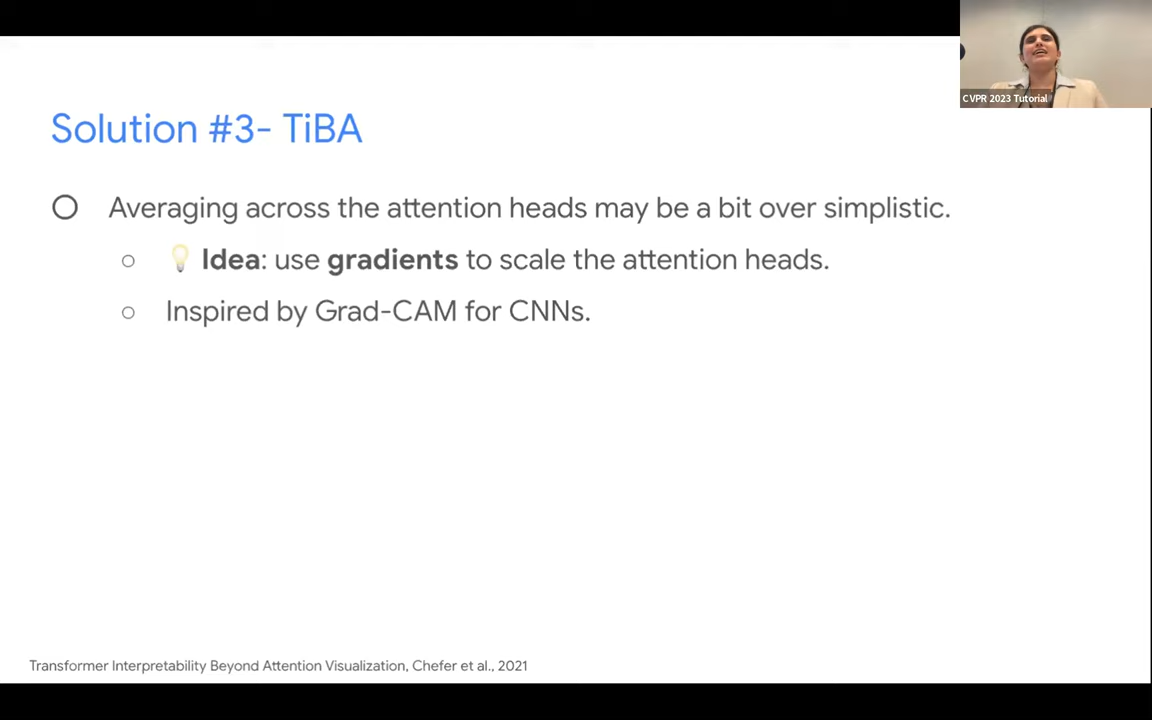 CVPR 2023 Tutorial
Solution #3- TiBA
Averaging across the attention heads may be a bit over simplistic.
Idea: use gradients to scale the attention heads.
Inspired by Grad-CAM for CNNs.
Transformer Interpretability Beyond Attention Visualization, Chefer et al., 2021